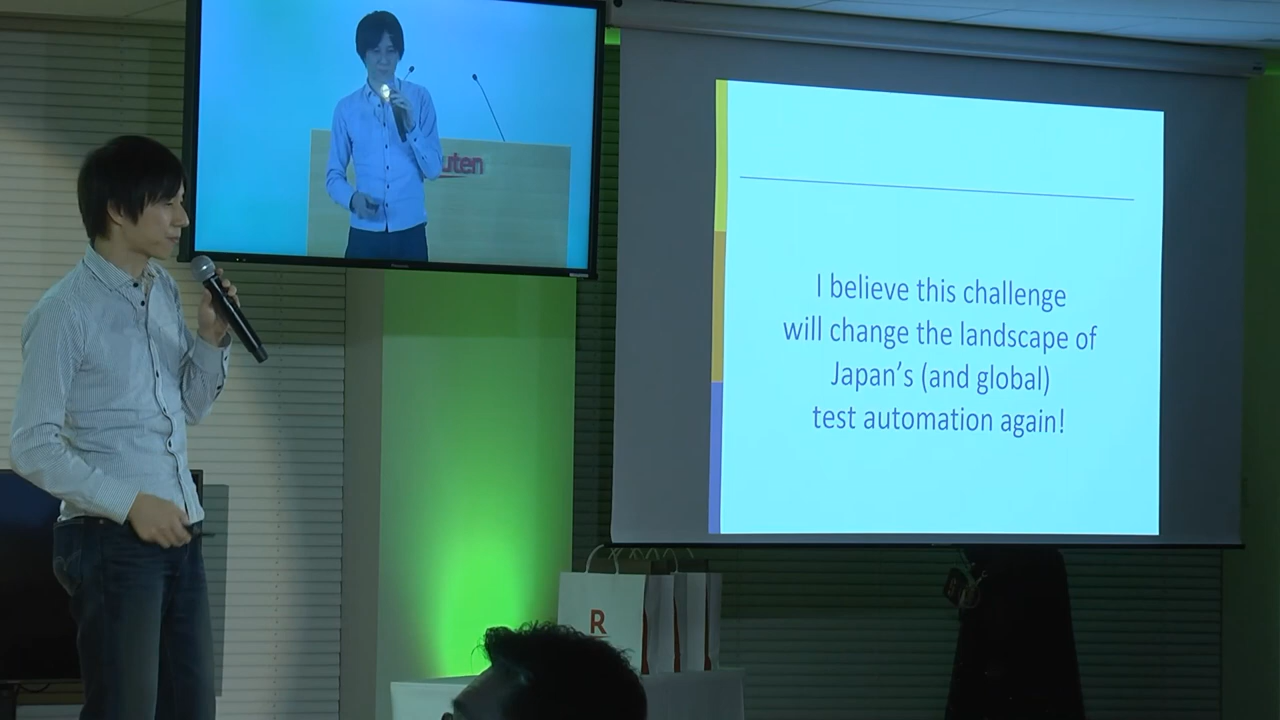 uten
I believe this challenge
will change the landscape of
Japan's (and global)
test automation again!
R